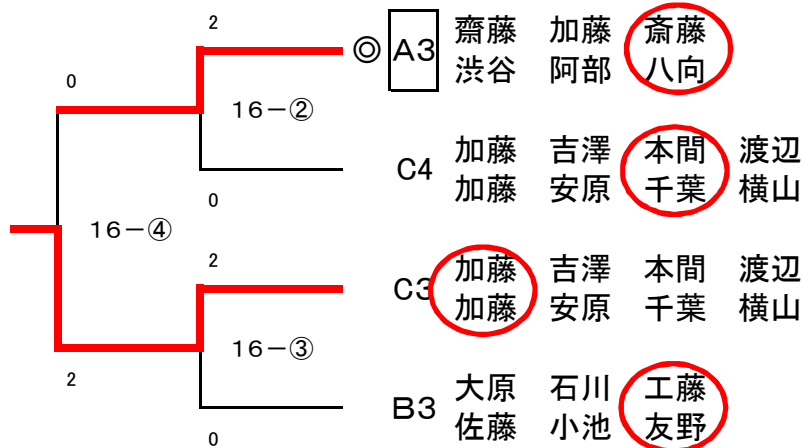 2
◎ A3 齋藤 加藤 斎藤
渋谷 阿部 八向
0
16-②
C4 加藤 吉澤 本間 渡辺
加藤 安原 千葉 横山
0
16-④
2
C3 加藤 吉澤 本間 渡辺
加藤 安原 千葉 横山
16-③
2
B3 大原 石川 工藤
佐藤 小池 友野
0